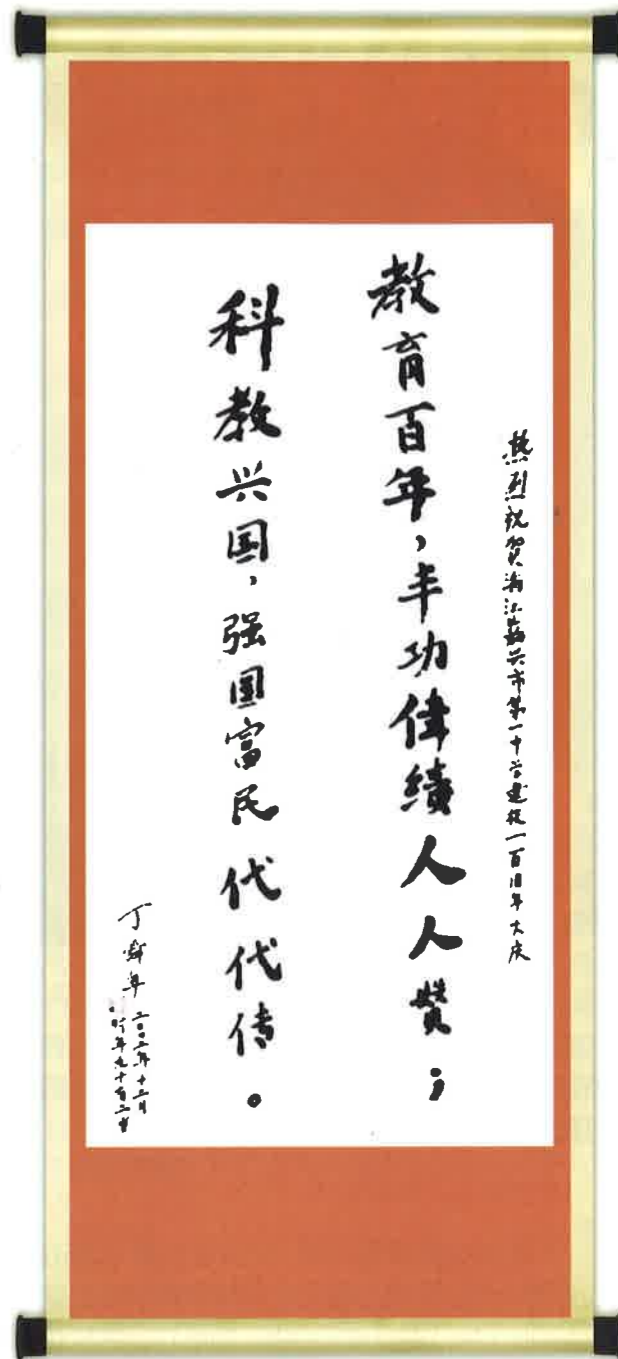 热烈祝贺浙江嘉兴市第一中学建校一百周年大庆
教育百年，丰功偉績人人赞；
科教兴国，强国富民代代传。
丁舜年 二〇〇二年十二月
时年九十有二岁